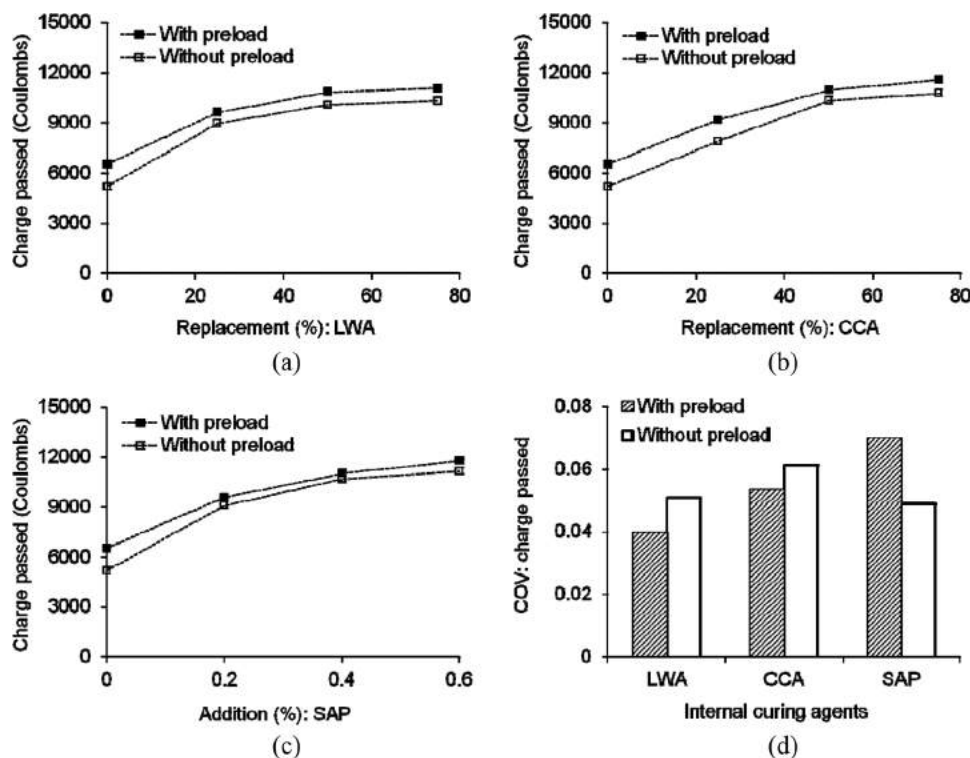 15000
12000
9000
6000
3000
0
Charge passed (Coulombs)
With preload
Without preload
0 20 40 60 80
Replacement (%): LWA
(a)
15000
12000
9000
6000
3000
0
Charge passed (Coulombs)
With preload
Without preload
0 20 40 60 80
Replacement (%): CCA
(b)
15000
12000
9000
6000
3000
0
Charge passed (Coulombs)
With preload
Without preload
0 0.2 0.4 0.6
Addition (%): SAP
(c)
0.08
0.06
0.04
0.02
0
COV: charge passed
With preload
Without preload
LWA CCA SAP
Internal curing agents
(d)